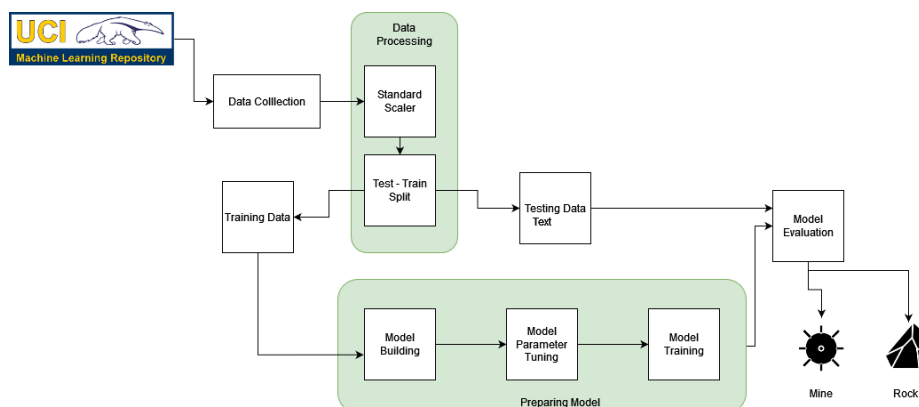 UCI
Machine Learning Repository
Data
Processing
Data Colllection
Standard
Scaler
Test - Train
Split
Training Data
Testing Data
Text
Model
Evaluation
Model
Building
Model
Parameter
Tuning
Model
Training
Preparing Model
Mine
Rock